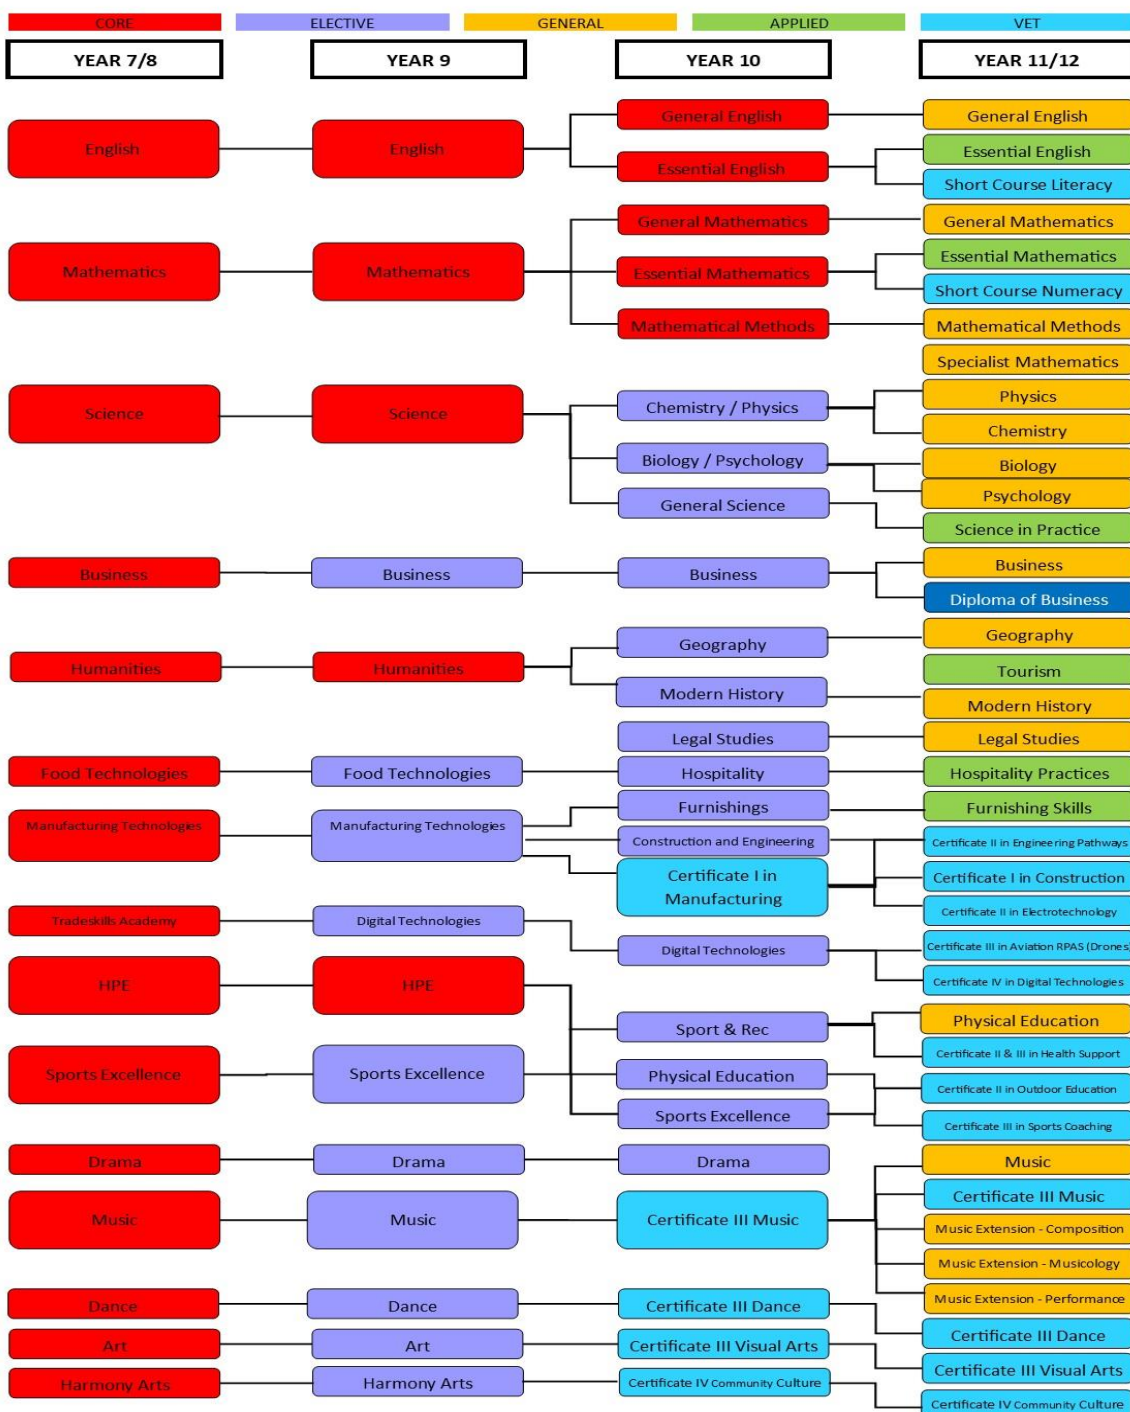 CORE ELECTIVE GENERAL APPLIED VET
YEAR 7/8 YEAR 9 YEAR 10 YEAR 11/12
General English General English
English English
Essential English
Essential English
Short Course Literacy
General Mathematics General Mathematics
Essential Mathematics
Mathematics Mathematics Essential Mathematics
Short Course Numeracy
Mathematical Methods Mathematical Methods
Specialist Mathematics
Physics
Science Science Chemistry / Physics
Chemistry
Biology / Psychology Biology
Psychology
General Science
Science in Practice
Business
Business Business Business
Diploma of Business
Geography Geography
Humanities Humanities
Tourism
Modern History Modern History
Legal Studies Legal Studies
Food Technologies Food Technologies Hospitality Hospitality Practices
Furnishings Furnishing Skills
Manufacturing Technologies Manufacturing Technologies
Construction and Engineering Certificate II in Engineering Pathways
Certificate I in
Manufacturing
Certificate I in Construction
Certificate II in Electrotechnology
Tradeskills Academy Digital Technologies
Digital Technologies Certificate III in Aviation RPAS (Drones)
Certificate IV in Digital Technologies
HPE HPE
Sport & Rec Physical Education
Certificate II & III in Health Support
Sports Excellence Sports Excellence Physical Education Certificate II in Outdoor Education
Sports Excellence Certificate III in Sports Coaching
Drama Drama Drama Music
Certificate III Music
Music Music Certificate III Music Music Extension - Composition
Music Extension - Musicology
Music Extension - Performance
Dance Dance Certificate III Dance
Certificate III Dance
Art Art Certificate III Visual Arts
Certificate III Visual Arts
Harmony Arts Harmony Arts Certificate IV Community Culture
Certificate IV Community Culture